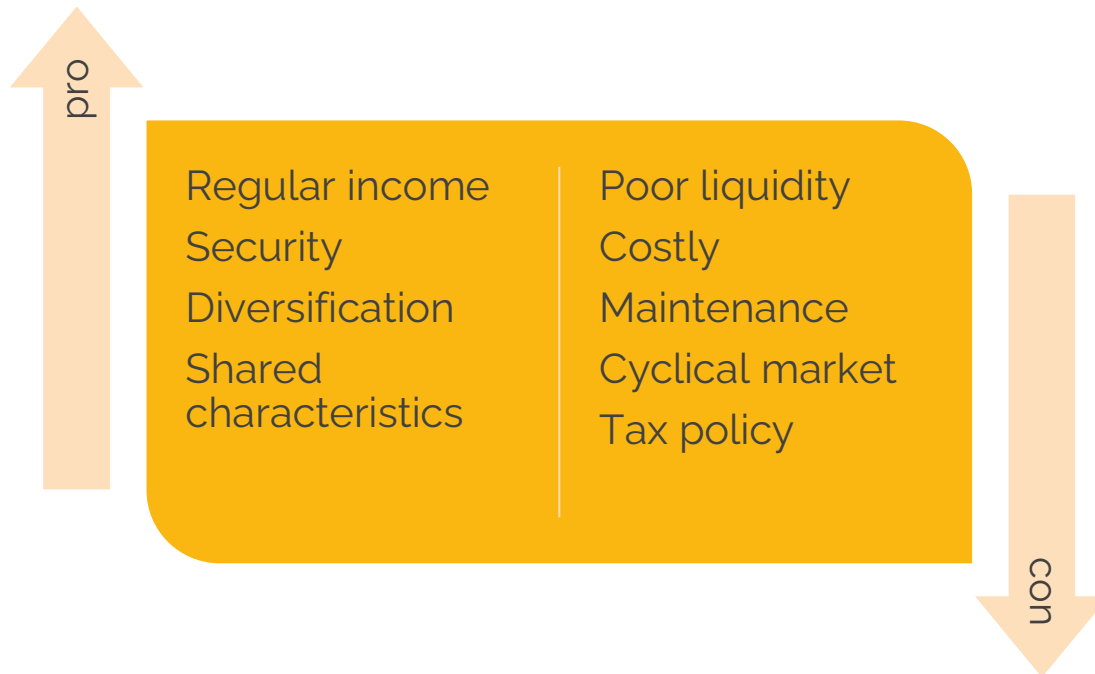 pro
Regular income
Security
Diversification
Shared
characteristics
Poor liquidity
Costly
Maintenance
Cyclical market
Tax policy
con